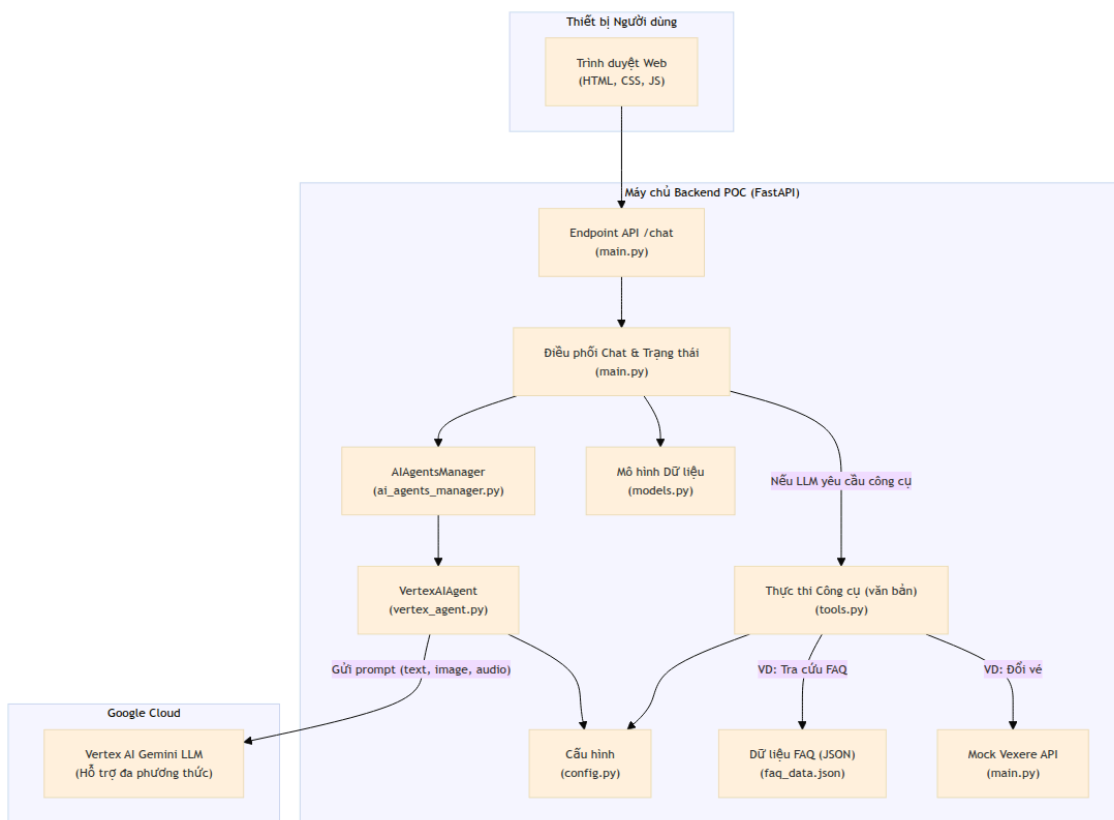 Thiết bị Người dùng
Trình duyệt Web
(HTML, CSS, JS)
Máy chủ Backend POC (FastAPI)
Endpoint API /chat
(main.py)
Điều phối Chat & Trạng thái
(main.py)
AIAgentsManager
(ai_agents_manager.py)
Mô hình Dữ liệu
(models.py)
Nếu LLM yêu cầu công cụ
VertexAIAgent
(vertex_agent.py)
Thực thi Công cụ (văn bản)
(tools.py)
Gửi prompt (text, image, audio)
VD: Tra cứu FAQ
VD: Đổi vé
Google Cloud
Vertex AI Gemini LLM
(Hỗ trợ đa phương thức)
Cấu hình
(config.py)
Dữ liệu FAQ (JSON)
(faq_data.json)
Mock Vexere API
(main.py)